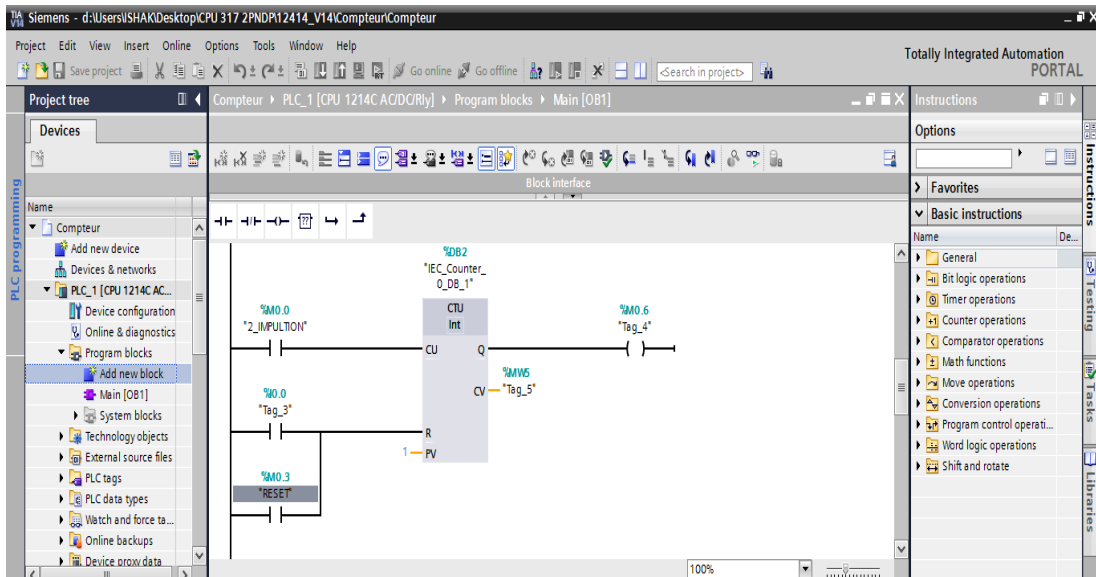 TIA V14 Siemens - d:\Users\ISHAK\Desktop\CPU 317 2PNDP\12414_V14\Compteur\Compteur
Project Edit View Insert Online Options Tools Window Help
Totally Integrated Automation
PORTAL
Save project Go online Go offline <Search in project>
Project tree
Compteur PLC_1 [CPU 1214C AC/DC/Rly] Program blocks Main [OB1]
Instructions
Devices
Options
Block interface
PLC programming
Name
Compteur
Add new device
Devices & networks
PLC_1 [CPU 1214C AC...
Device configuration
Online & diagnostics
Program blocks
Add new block
Main [OB1]
System blocks
Technology objects
External source files
PLC tags
PLC data types
Watch and force ta...
Online backups
Device proxy data
%DB2
"IEC_Counter_
0_DB_1"
CTU
Int
%M0.0
"2_IMPULTION"
CU Q
%M0.6
"Tag_4"
%MW5
CV "Tag_5"
%I0.0
"Tag_3"
R
1 PV
%M0.3
"RESET"
100%
Favorites
Basic instructions
Name De...
General
Bit logic operations
Timer operations
Counter operations
Comparator operations
Math functions
Move operations
Conversion operations
Program control operati...
Word logic operations
Shift and rotate
Instructions
Testing
Tasks
Libraries